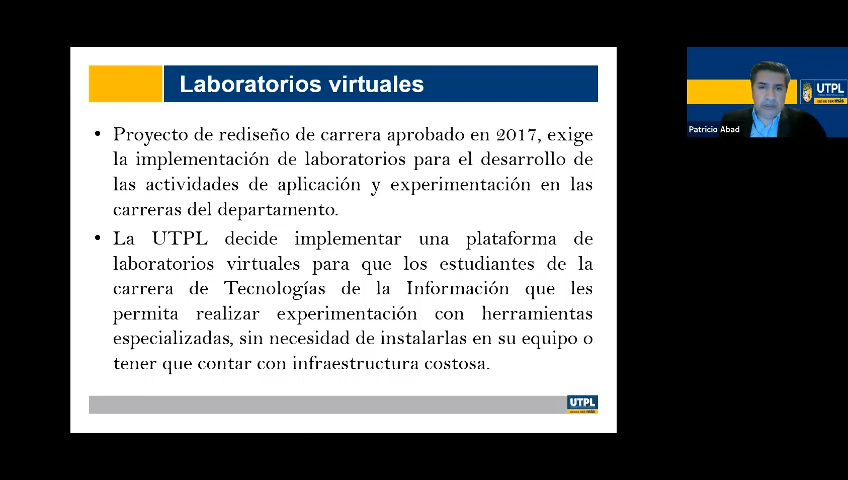 Laboratorios virtuales
• Proyecto de rediseño de carrera aprobado en 2017, exige
la implementación de laboratorios para el desarrollo de
las actividades de aplicación y experimentación en las
carreras del departamento.
• La UTPL decide implementar una plataforma de
laboratorios virtuales para que los estudiantes de la
carrera de Tecnologías de la Información que les
permita realizar experimentación con herramientas
especializadas, sin necesidad de instalarlas en su equipo o
tener que contar con infraestructura costosa.
UTPL
UTPL
Patricio Abad